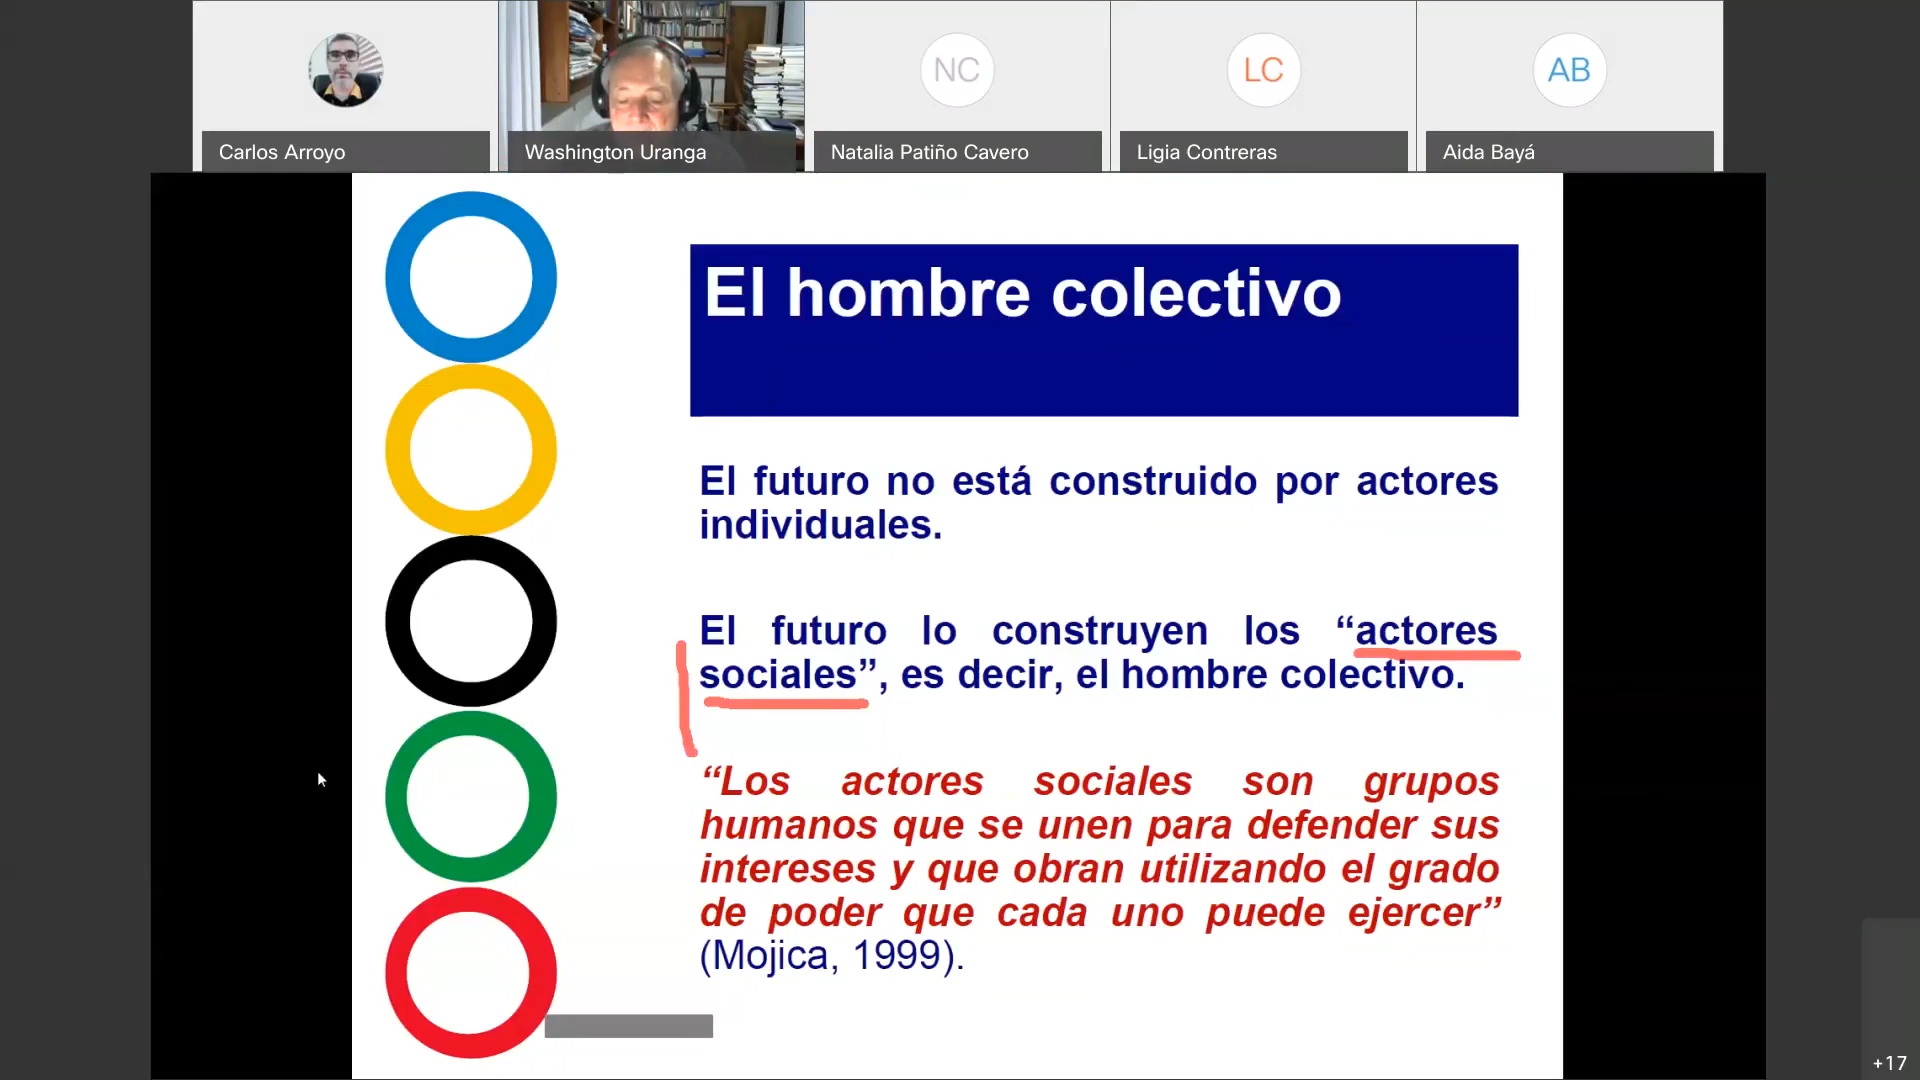 NC
LC
AB
Carlos Arroyo
Washington Uranga
Natalia Patiño Cavero
Ligia Contreras
Aida Bayá
El hombre colectivo
El futuro no está construido por actores
individuales.
El futuro lo construyen los “actores
sociales”, es decir, el hombre colectivo.
“Los actores sociales son grupos
humanos que se unen para defender sus
intereses y que obran utilizando el grado
de poder que cada uno puede ejercer”
(Mojica, 1999).
+17